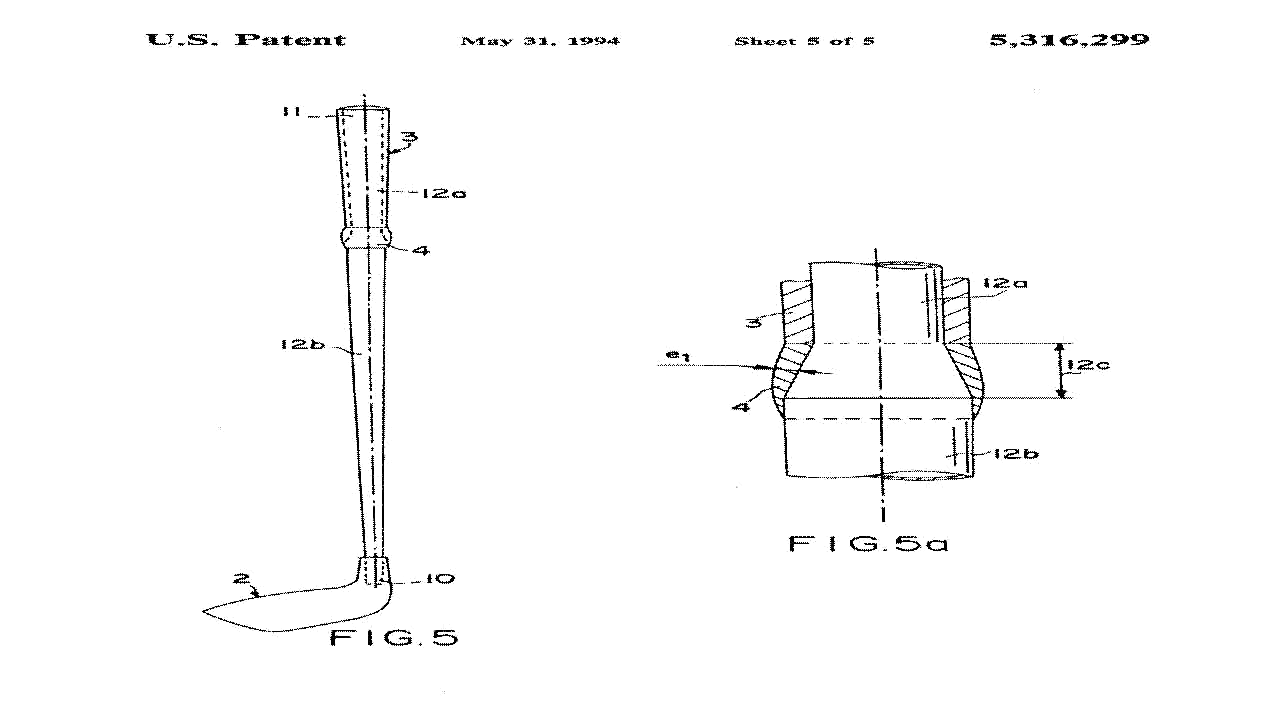 U.S. Patent May 31, 1994 Sheet 5 of 5 5,316,299
11
3
12a
4
12b
2
10
FIG.5
12a
3
e1
12c
4
12b
FIG.5a